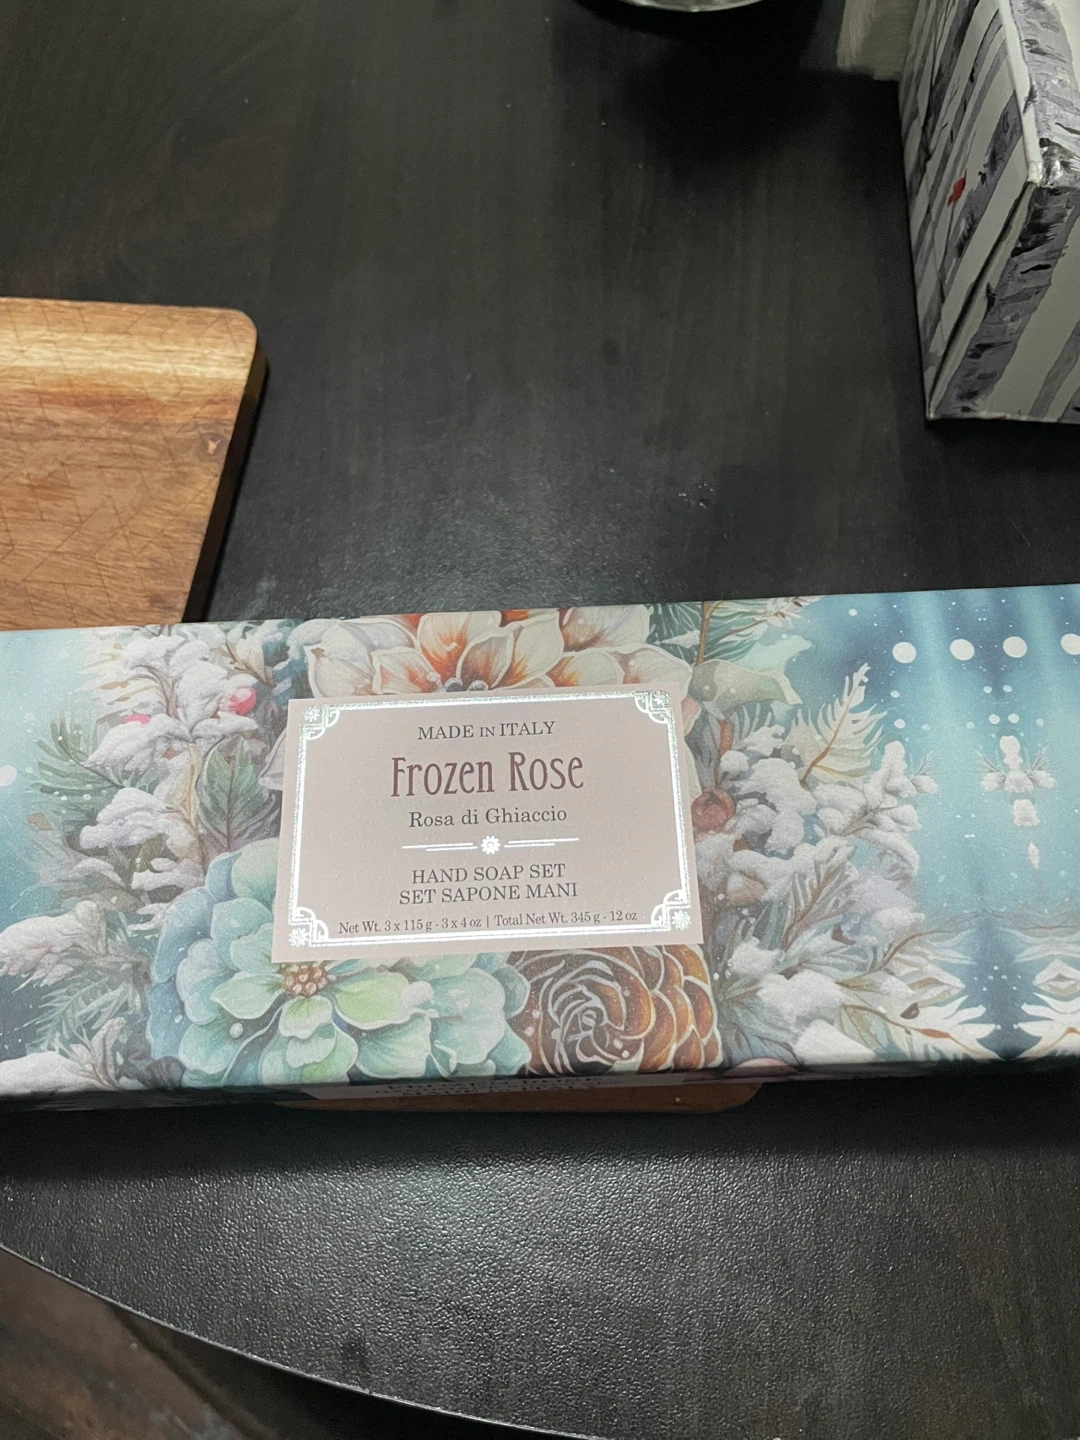 MADE IN ITALY
Frozen Rose
Rosa di Ghiaccio
HAND SOAP SET
SET SAPONE MANI
Net Wt. 3 x 115 g - 3 x 4 oz | Total Net Wt. 345 g - 12 oz